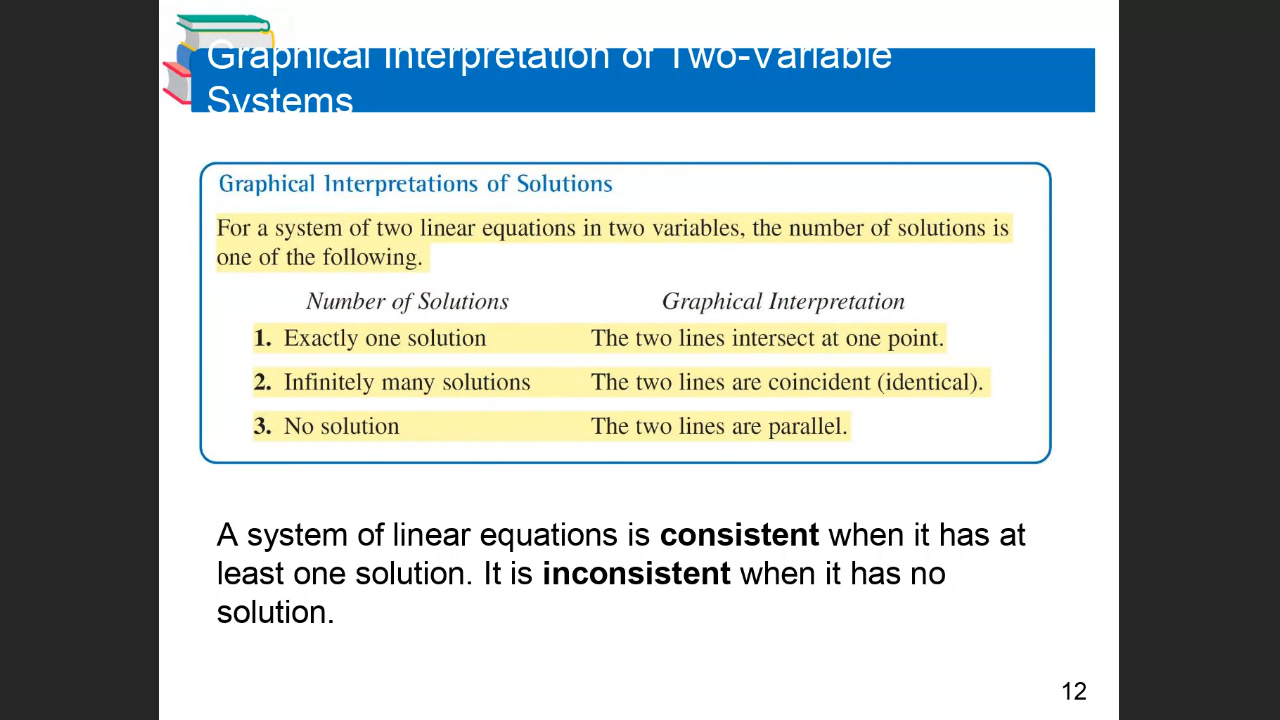 Graphical Interpretation of Two-Variable
Systems
Graphical Interpretations of Solutions
For a system of two linear equations in two variables, the number of solutions is
one of the following.
Number of Solutions Graphical Interpretation
1. Exactly one solution The two lines intersect at one point.
2. Infinitely many solutions The two lines are coincident (identical).
3. No solution The two lines are parallel.
A system of linear equations is consistent when it has at
least one solution. It is inconsistent when it has no
solution.
12